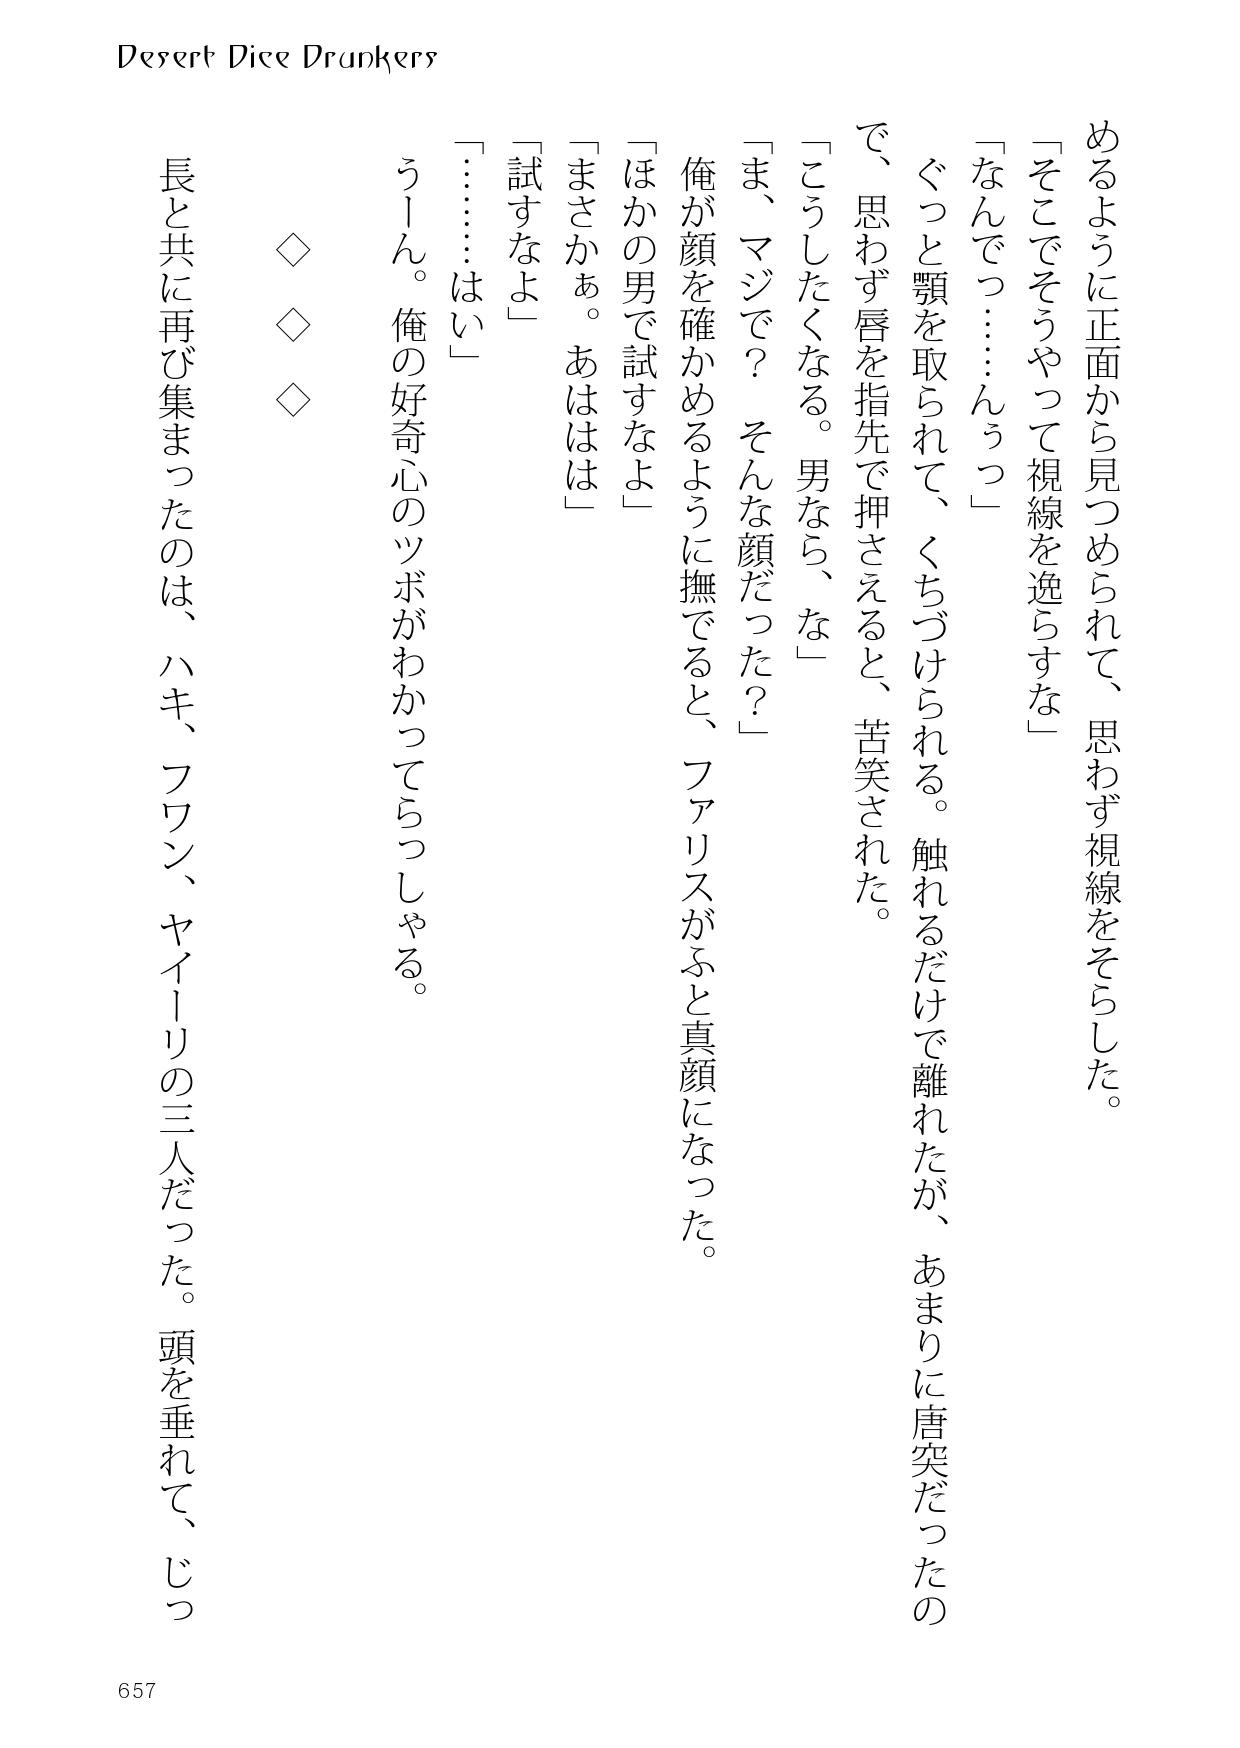 Desert Dice Drunkers
めるように正面から見つめられて、思わず視線をそらした。
「そこでそうやって視線を逸らすな」
「なんでっ……んぅっ」
　ぐっと顎を取られて、くちづけられる。触れるだけで離れたが、あまりに唐突だったの
で、思わず唇を指先で押さえると、苦笑された。
「こうしたくなる。男なら、な」
「ま、マジで？　そんな顔だった？」
　俺が顔を確かめるように撫でると、ファリスがふと真顔になった。
「ほかの男で試すなよ」
「まさかぁ。あははは」
「試すなよ」
「………はい」
　うーん。俺の好奇心のツボがわかってらっしゃる。
◇　◇　◇
　長と共に再び集まったのは、ハキ、フワン、ヤイーリの三人だった。頭を垂れて、じっ
657